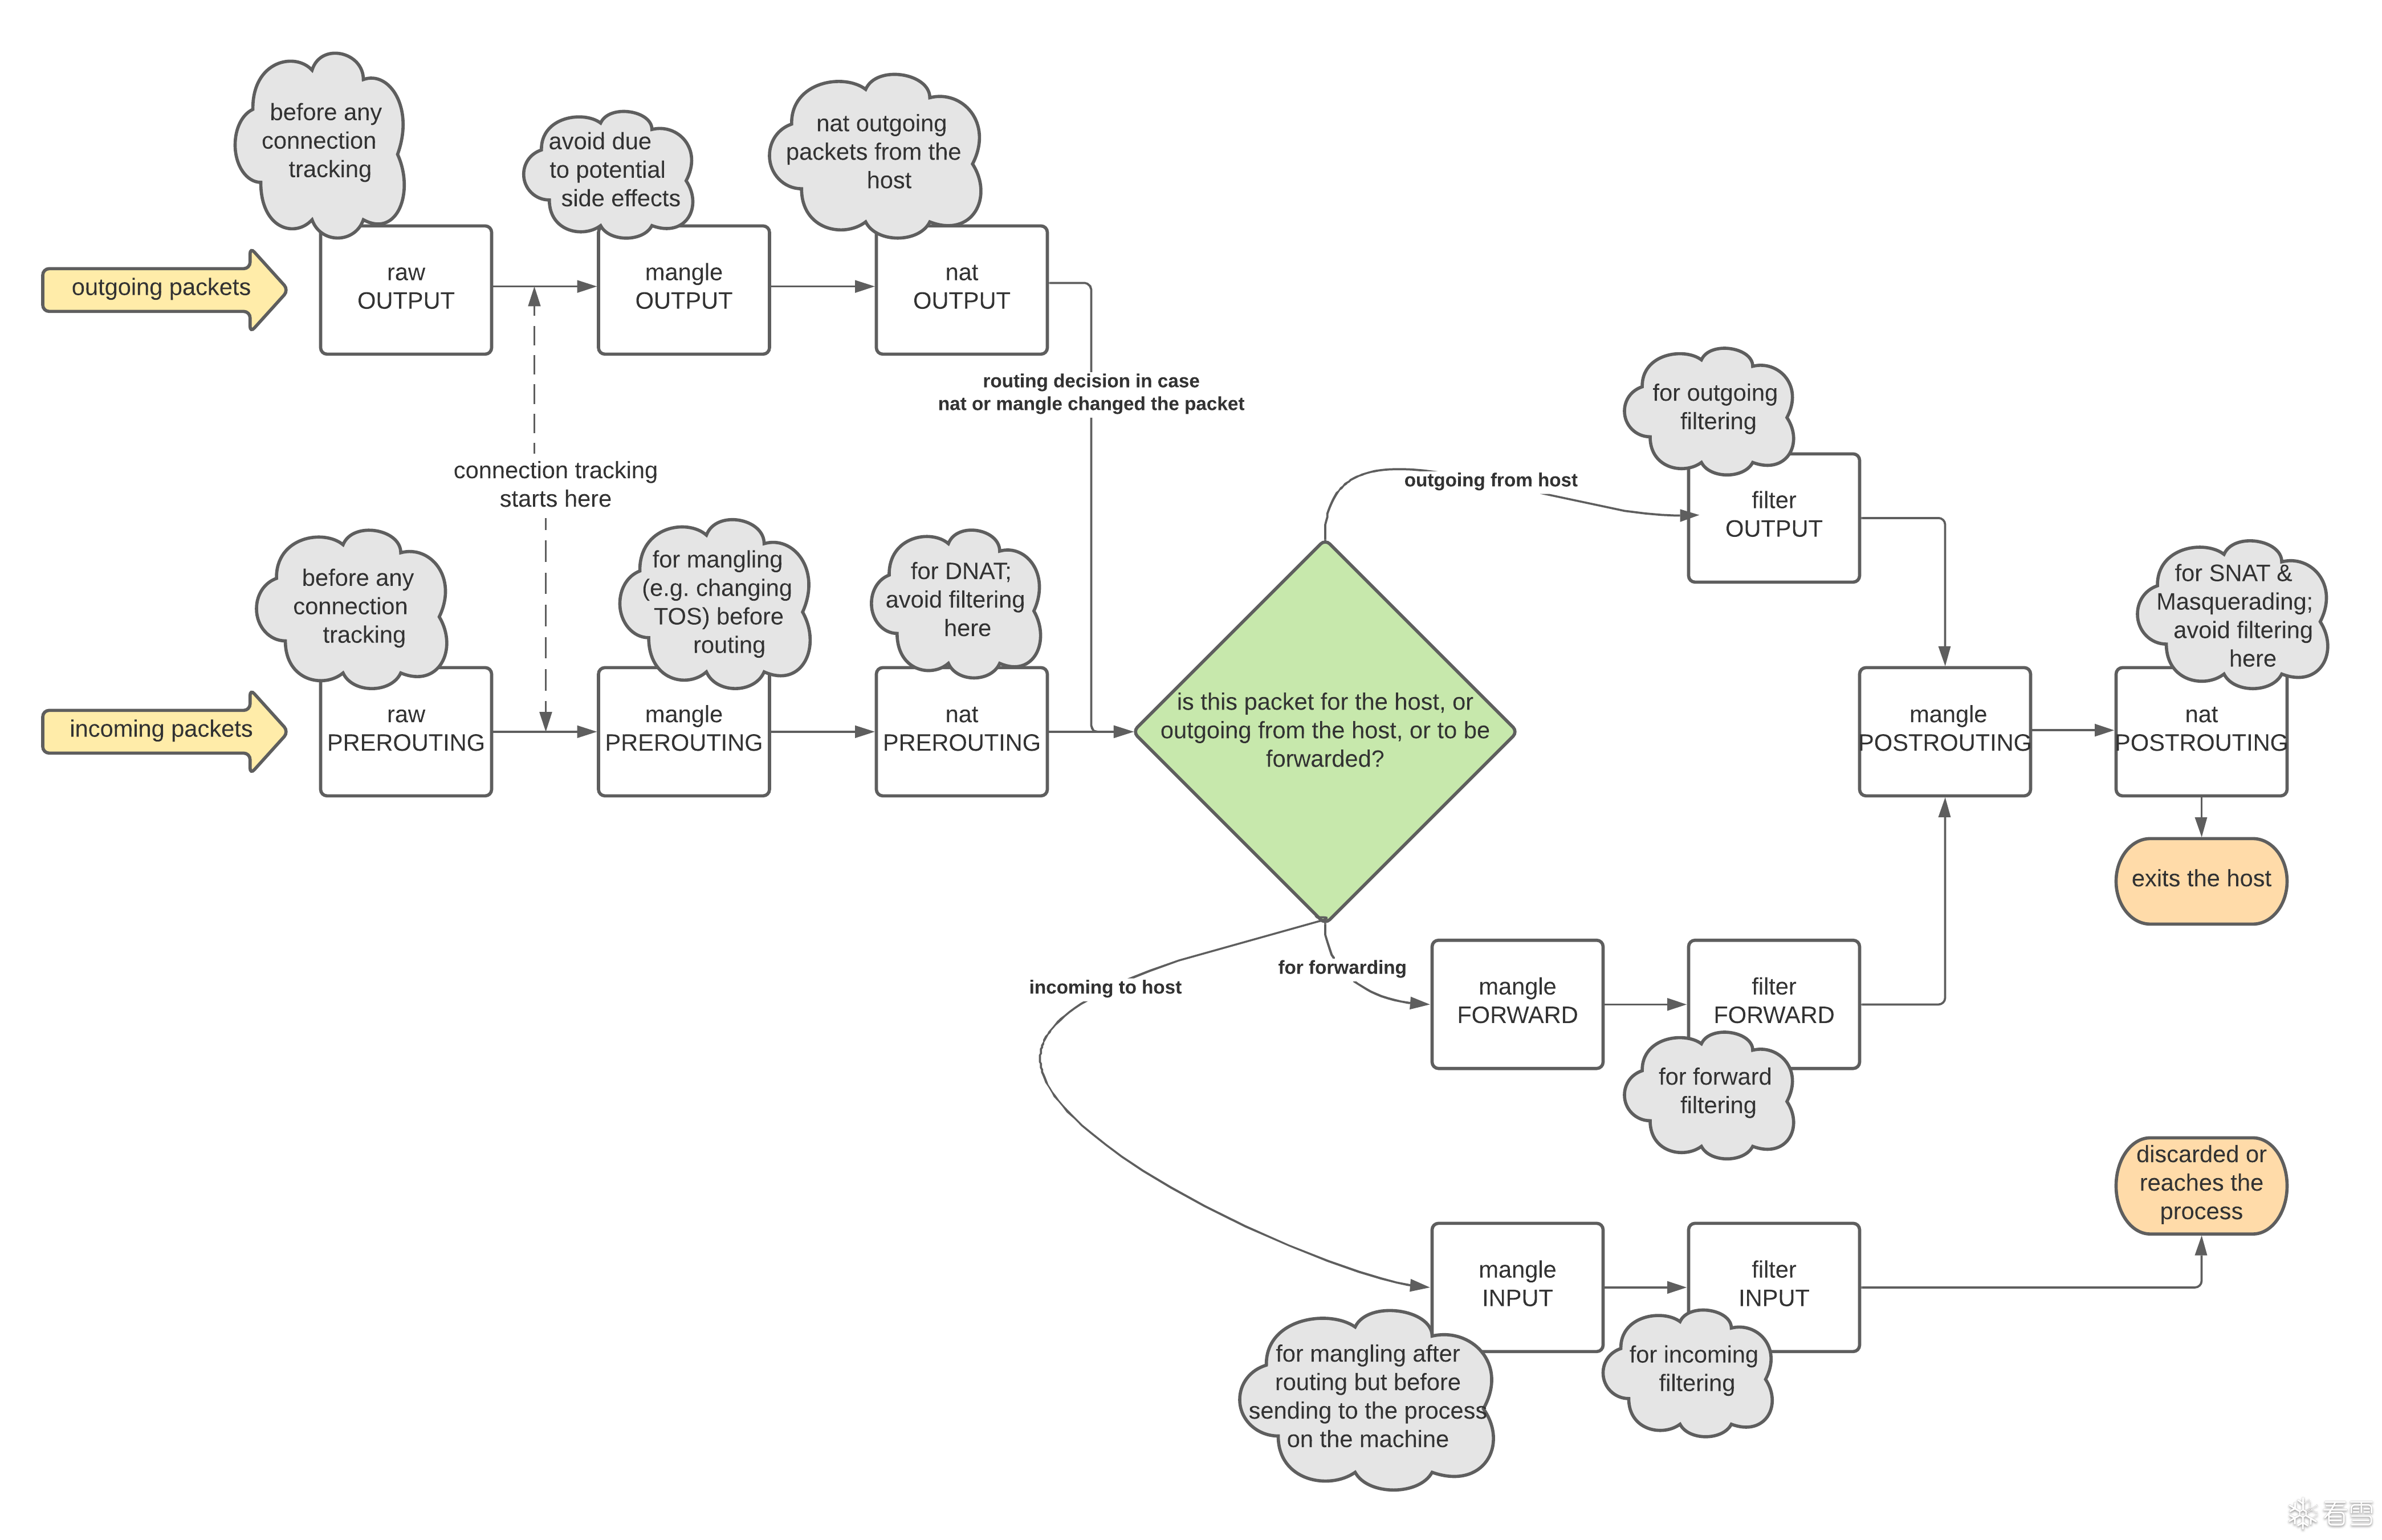 before any
connection
tracking
avoid due
to potential
side effects
nat outgoing
packets from the
host
outgoing packets
raw
OUTPUT
mangle
OUTPUT
nat
OUTPUT
routing decision in case
nat or mangle changed the packet
connection tracking
starts here
for outgoing
filtering
outgoing from host
filter
OUTPUT
before any
connection
tracking
for mangling
(e.g. changing
TOS) before
routing
for DNAT;
avoid filtering
here
for SNAT &
Masquerading;
avoid filtering
here
incoming packets
raw
PREROUTING
mangle
PREROUTING
nat
PREROUTING
is this packet for the host, or
outgoing from the host, or to be
forwarded?
mangle
POSTROUTING
nat
POSTROUTING
exits the host
for forwarding
incoming to host
mangle
FORWARD
filter
FORWARD
for forward
filtering
discarded or
reaches the
process
mangle
INPUT
filter
INPUT
for mangling after
routing but before
sending to the process
on the machine
for incoming
filtering
看雪